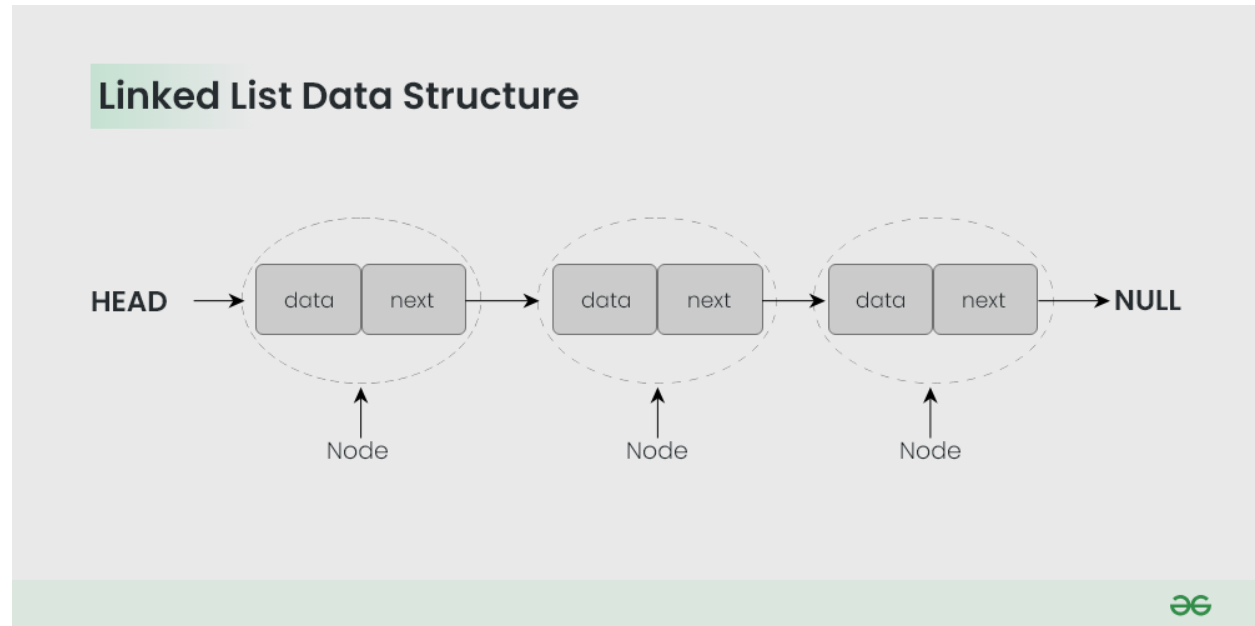 Linked List Data Structure
HEAD data next data next data next NULL
Node Node Node